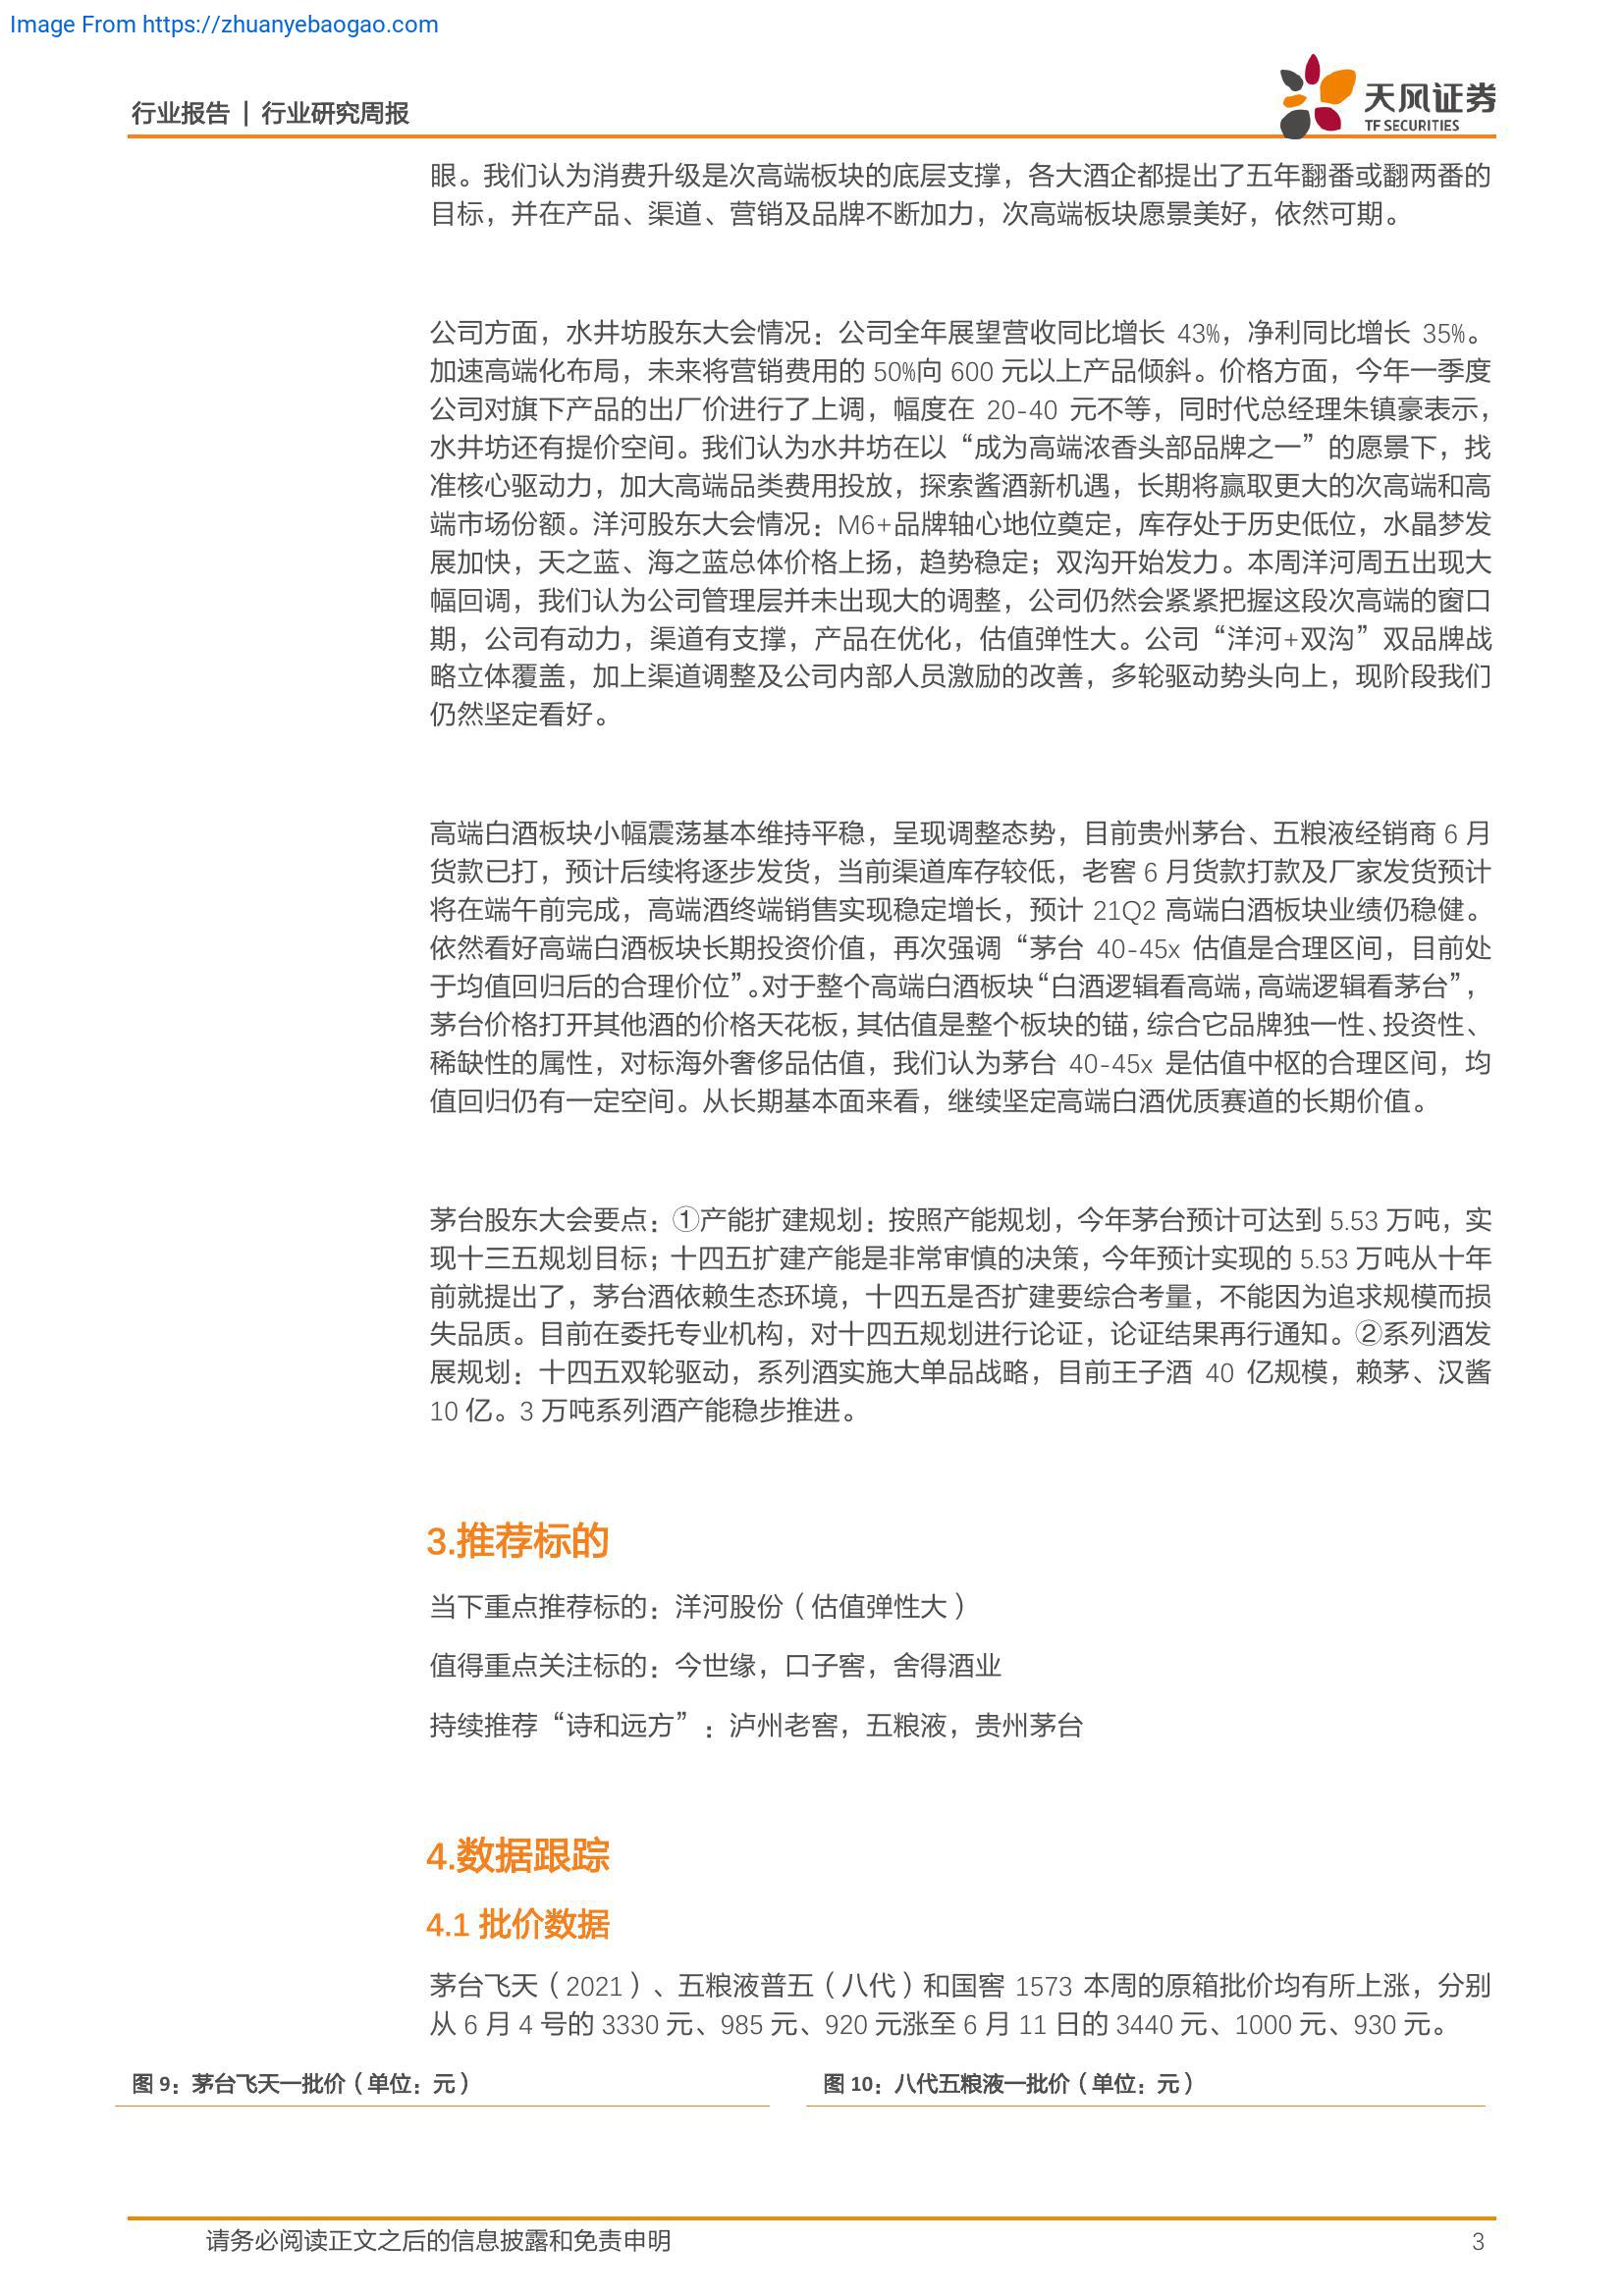 Image From https://zhuanyebaogao.com
行业报告 | 行业研究周报
天风证券
TF SECURITIES
眼。我们认为消费升级是次高端板块的底层支撑，各大酒企都提出了五年翻番或翻两番的
目标，并在产品、渠道、营销及品牌不断加力，次高端板块愿景美好，依然可期。
公司方面，水井坊股东大会情况：公司全年展望营收同比增长 43%，净利同比增长 35%。
加速高端化布局，未来将营销费用的 50%向 600 元以上产品倾斜。价格方面，今年一季度
公司对旗下产品的出厂价进行了上调，幅度在 20-40 元不等，同时代总经理朱镇豪表示，
水井坊还有提价空间。我们认为水井坊在以“成为高端浓香头部品牌之一”的愿景下，找
准核心驱动力，加大高端品类费用投放，探索酱酒新机遇，长期将赢取更大的次高端和高
端市场份额。洋河股东大会情况：M6+品牌轴心地位奠定，库存处于历史低位，水晶梦发
展加快，天之蓝、海之蓝总体价格上扬，趋势稳定；双沟开始发力。本周洋河周五出现大
幅回调，我们认为公司管理层并未出现大的调整，公司仍然会紧紧把握这段次高端的窗口
期，公司有动力，渠道有支撑，产品在优化，估值弹性大。公司“洋河+双沟”双品牌战
略立体覆盖，加上渠道调整及公司内部人员激励的改善，多轮驱动势头向上，现阶段我们
仍然坚定看好。
高端白酒板块小幅震荡基本维持平稳，呈现调整态势，目前贵州茅台、五粮液经销商 6 月
货款已打，预计后续将逐步发货，当前渠道库存较低，老窖 6 月货款打款及厂家发货预计
将在端午前完成，高端酒终端销售实现稳定增长，预计 21Q2 高端白酒板块业绩仍稳健。
依然看好高端白酒板块长期投资价值，再次强调“茅台 40-45x 估值是合理区间，目前处
于均值回归后的合理价位”。对于整个高端白酒板块“白酒逻辑看高端，高端逻辑看茅台”，
茅台价格打开其他酒的价格天花板，其估值是整个板块的锚，综合它品牌独一性、投资性、
稀缺性的属性，对标海外奢侈品估值，我们认为茅台 40-45x 是估值中枢的合理区间，均
值回归仍有一定空间。从长期基本面来看，继续坚定高端白酒优质赛道的长期价值。
茅台股东大会要点：①产能扩建规划：按照产能规划，今年茅台预计可达到 5.53 万吨，实
现十三五规划目标；十四五扩建产能是非常审慎的决策，今年预计实现的 5.53 万吨从十年
前就提出了，茅台酒依赖生态环境，十四五是否扩建要综合考量，不能因为追求规模而损
失品质。目前在委托专业机构，对十四五规划进行论证，论证结果再行通知。②系列酒发
展规划：十四五双轮驱动，系列酒实施大单品战略，目前王子酒 40 亿规模，赖茅、汉酱
10 亿。3 万吨系列酒产能稳步推进。
3.推荐标的
当下重点推荐标的：洋河股份（估值弹性大）
值得重点关注标的：今世缘，口子窖，舍得酒业
持续推荐“诗和远方”：泸州老窖，五粮液，贵州茅台
4.数据跟踪
4.1 批价数据
茅台飞天（2021）、五粮液普五（八代）和国窖 1573 本周的原箱批价均有所上涨，分别
从 6 月 4 号的 3330 元、985 元、920 元涨至 6 月 11 日的 3440 元、1000 元、930 元。
图 9：茅台飞天一批价（单位：元）
图 10：八代五粮液一批价（单位：元）
请务必阅读正文之后的信息披露和免责申明
3